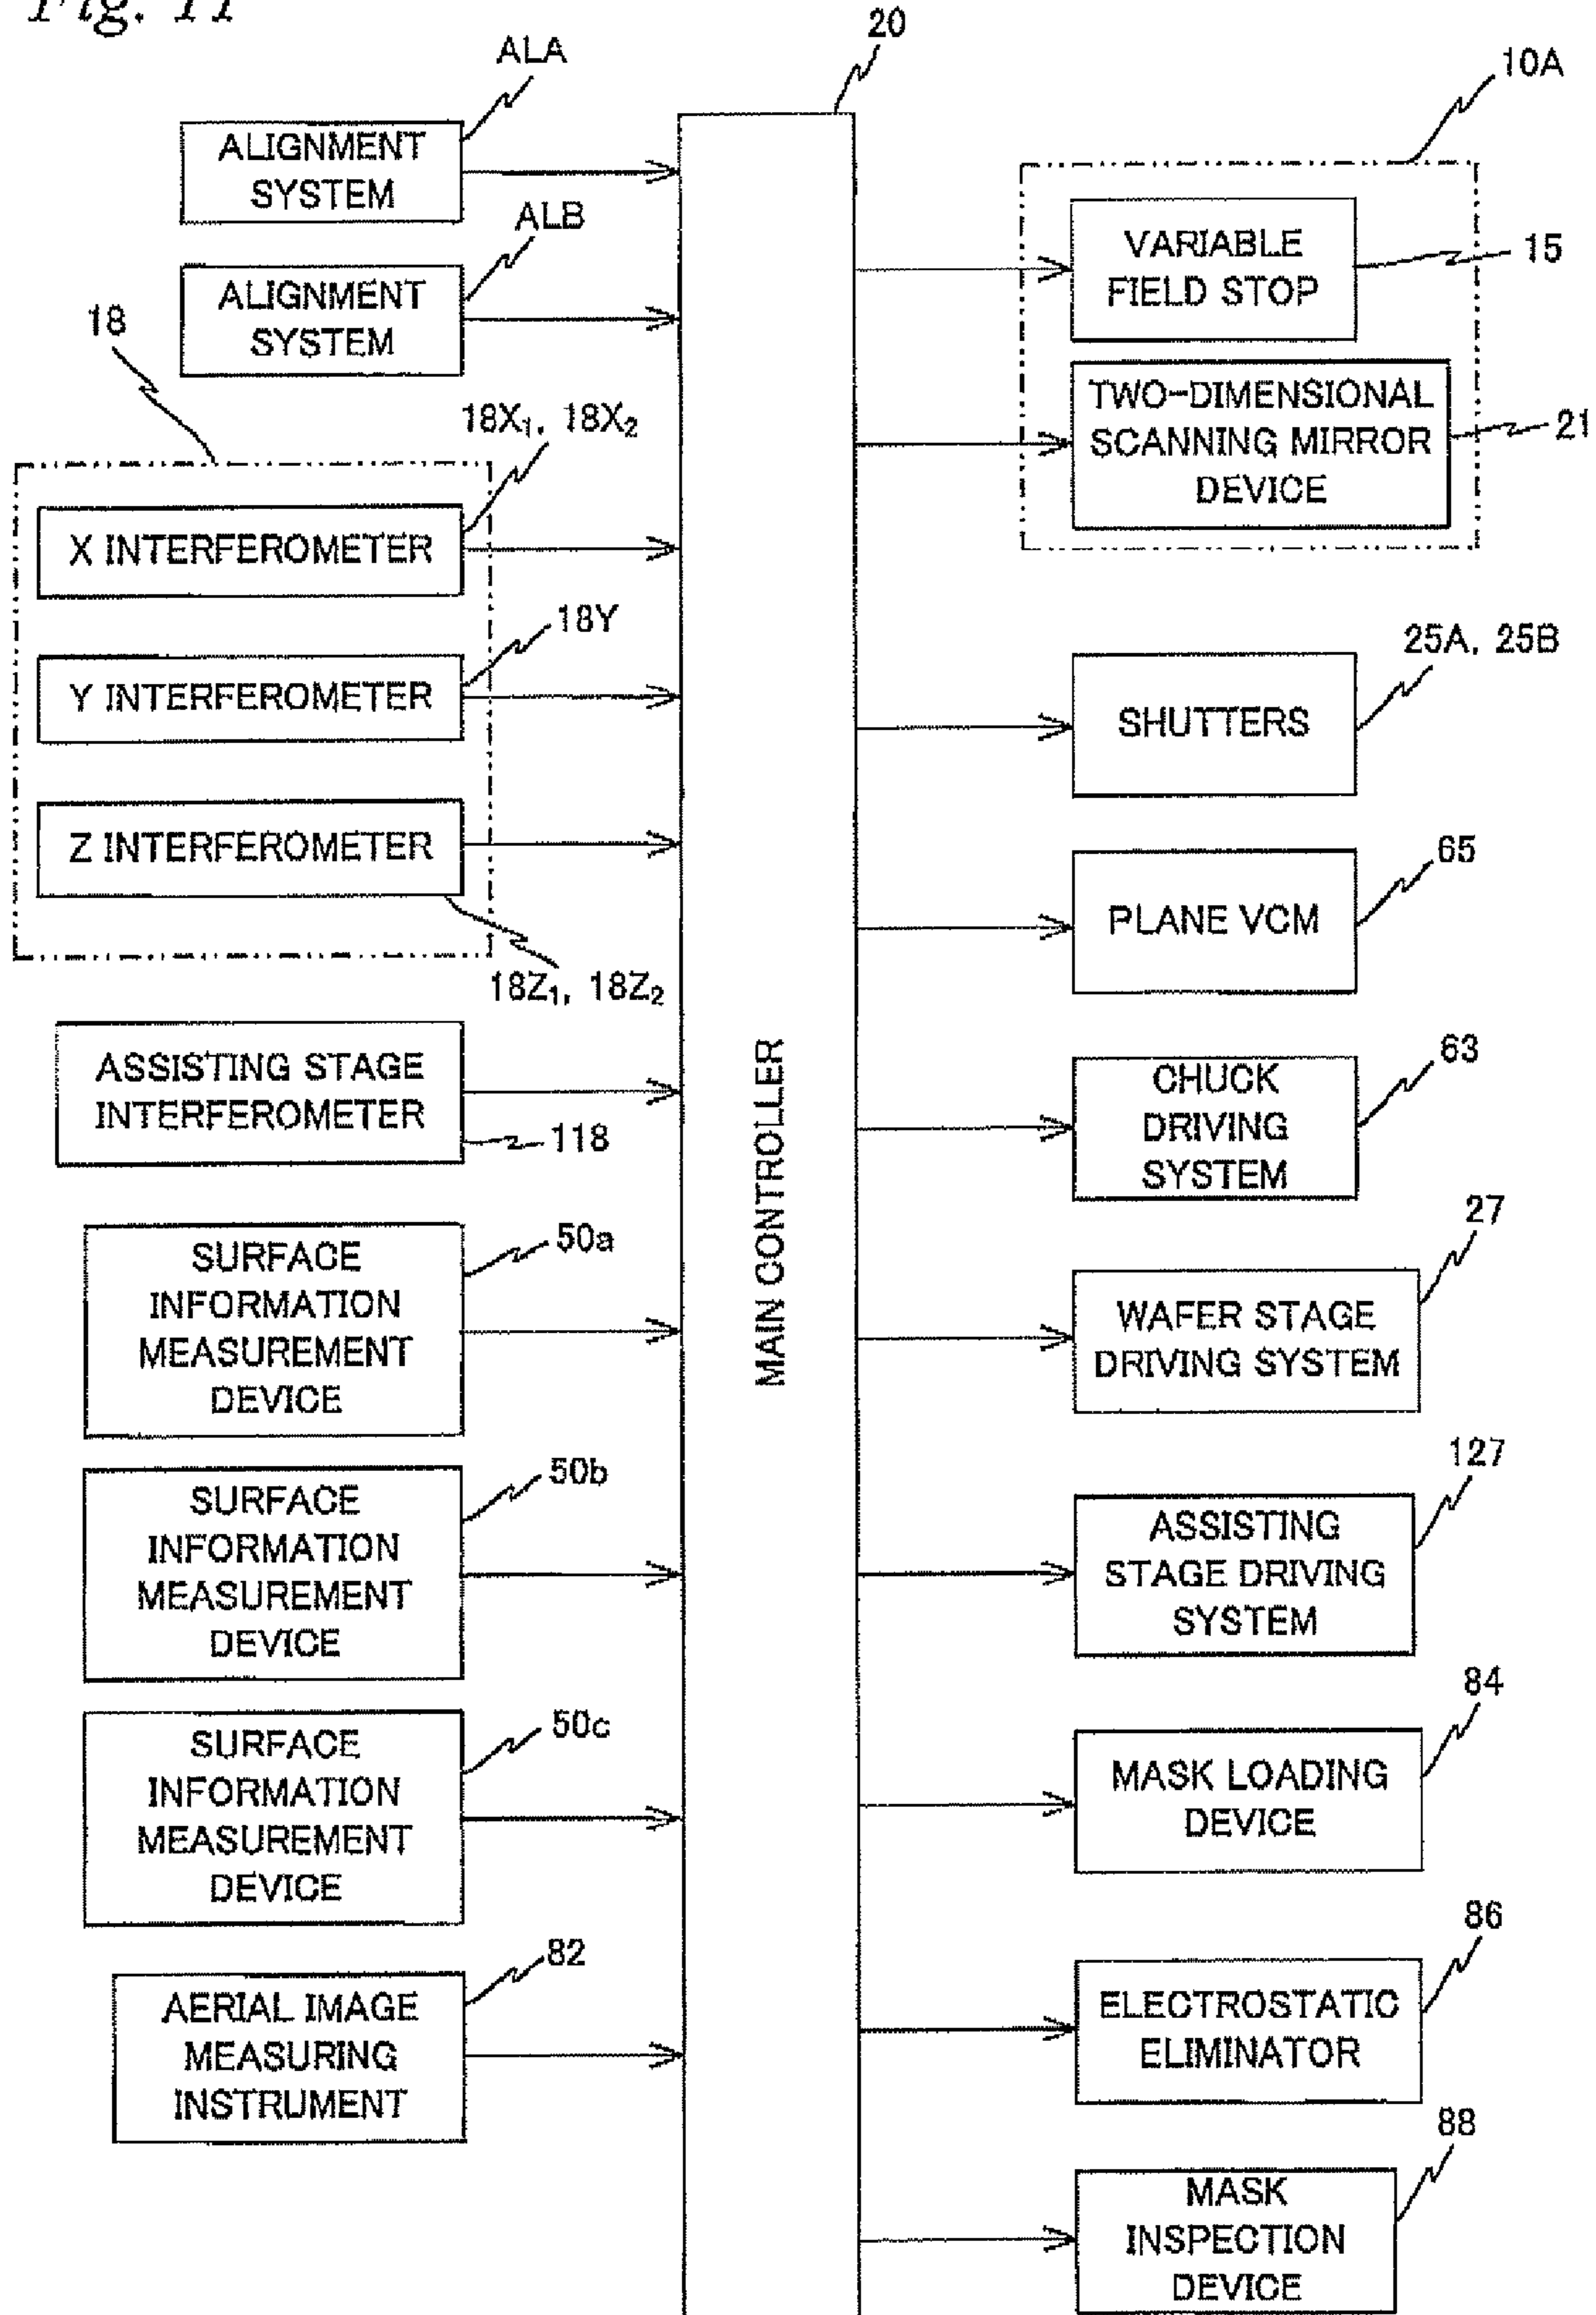 Fig. 11
20
ALA
10A
ALIGNMENT
SYSTEM
ALB
ALIGNMENT
SYSTEM
VARIABLE
FIELD STOP
15
18
18X₁, 18X₂
TWO-DIMENSIONAL
SCANNING MIRROR
DEVICE
21
X INTERFEROMETER
18Y
Y INTERFEROMETER
25A, 25B
SHUTTERS
Z INTERFEROMETER
18Z₁, 18Z₂
65
PLANE VCM
ASSISTING STAGE
INTERFEROMETER
118
MAIN CONTROLLER
63
CHUCK
DRIVING
SYSTEM
50a
SURFACE
INFORMATION
MEASUREMENT
DEVICE
27
WAFER STAGE
DRIVING SYSTEM
50b
SURFACE
INFORMATION
MEASUREMENT
DEVICE
127
ASSISTING
STAGE DRIVING
SYSTEM
50c
SURFACE
INFORMATION
MEASUREMENT
DEVICE
84
MASK LOADING
DEVICE
82
AERIAL IMAGE
MEASURING
INSTRUMENT
86
ELECTROSTATIC
ELIMINATOR
88
MASK
INSPECTION
DEVICE